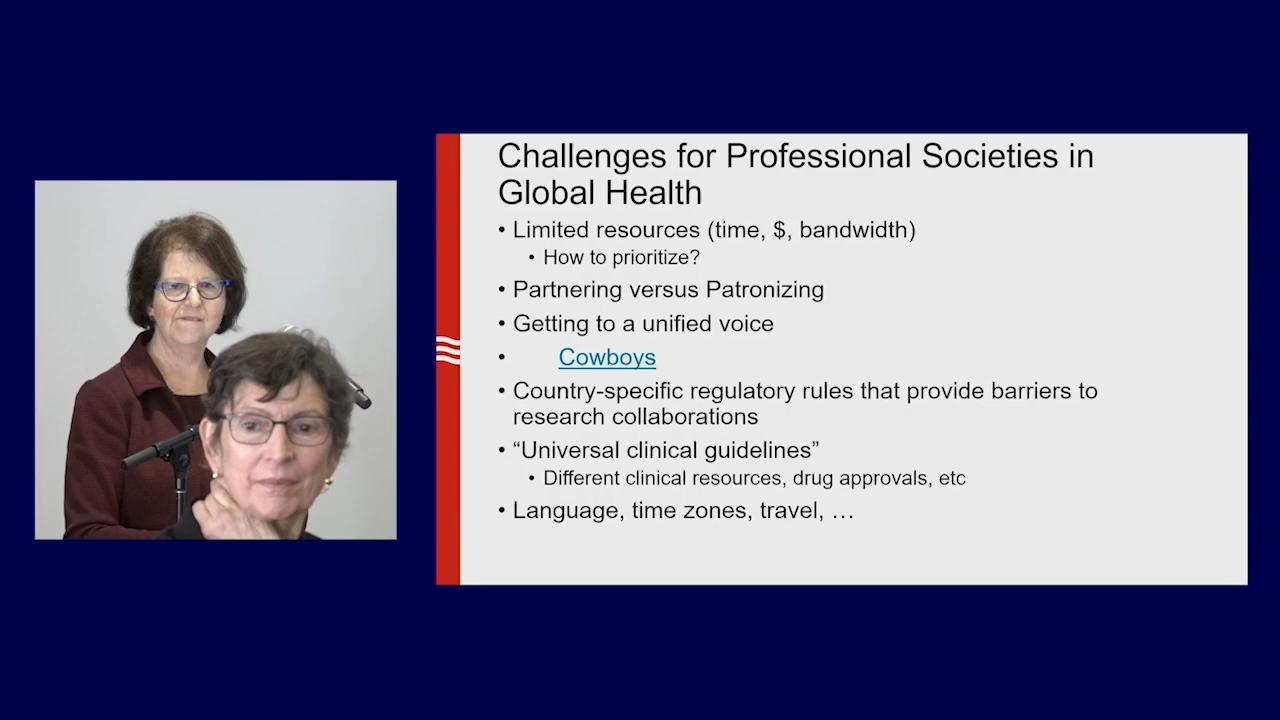 Challenges for Professional Societies in
Global Health
• Limited resources (time, $, bandwidth)
• How to prioritize?
• Partnering versus Patronizing
• Getting to a unified voice
• Cowboys
• Country-specific regulatory rules that provide barriers to
research collaborations
• “Universal clinical guidelines”
• Different clinical resources, drug approvals, etc
• Language, time zones, travel, …